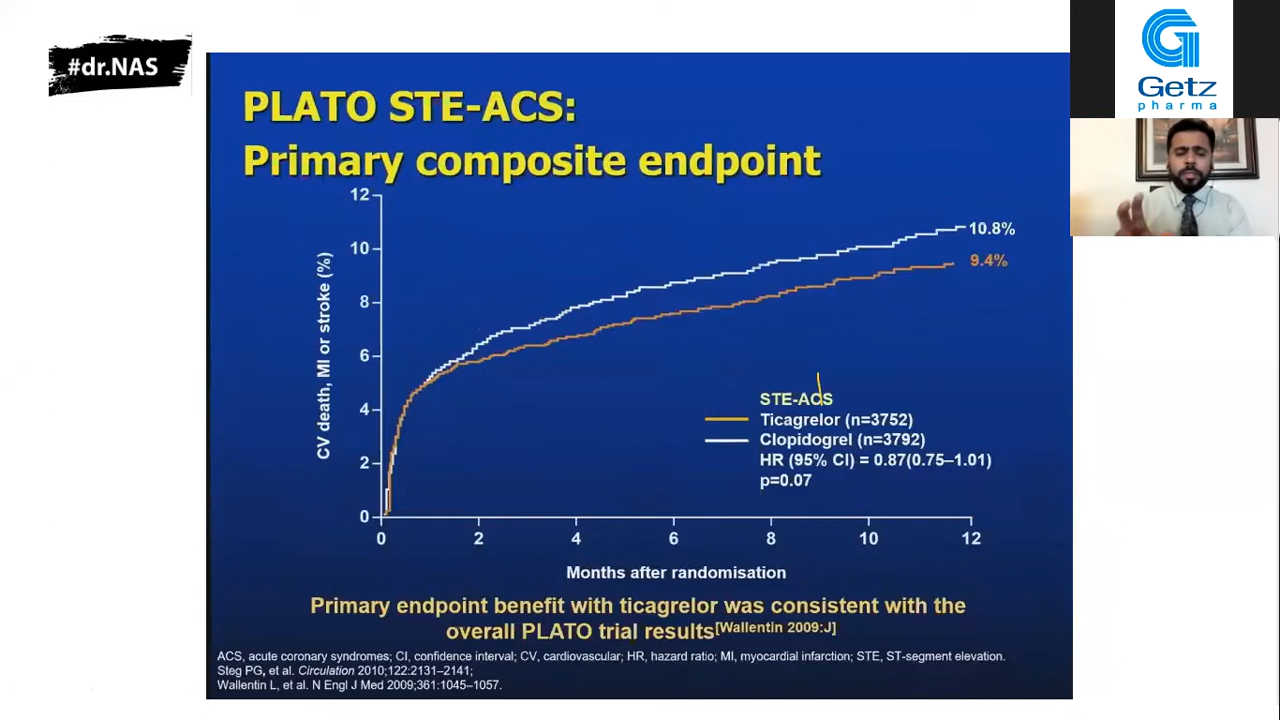 #dr.NAS
Getz
pharma
PLATO STE-ACS:
Primary composite endpoint
CV death, MI or stroke (%)
12
10
8
6
4
2
0
10.8%
9.4%
STE-ACS
Ticagrelor (n=3752)
Clopidogrel (n=3792)
HR (95% CI) = 0.87(0.75–1.01)
p=0.07
0 2 4 6 8 10 12
Months after randomisation
Primary endpoint benefit with ticagrelor was consistent with the
overall PLATO trial results[Wallentin 2009:J]
ACS, acute coronary syndromes; CI, confidence interval; CV, cardiovascular; HR, hazard ratio; MI, myocardial infarction; STE, ST-segment elevation.
Steg PG, et al. Circulation 2010;122:2131–2141;
Wallentin L, et al. N Engl J Med 2009;361:1045–1057.